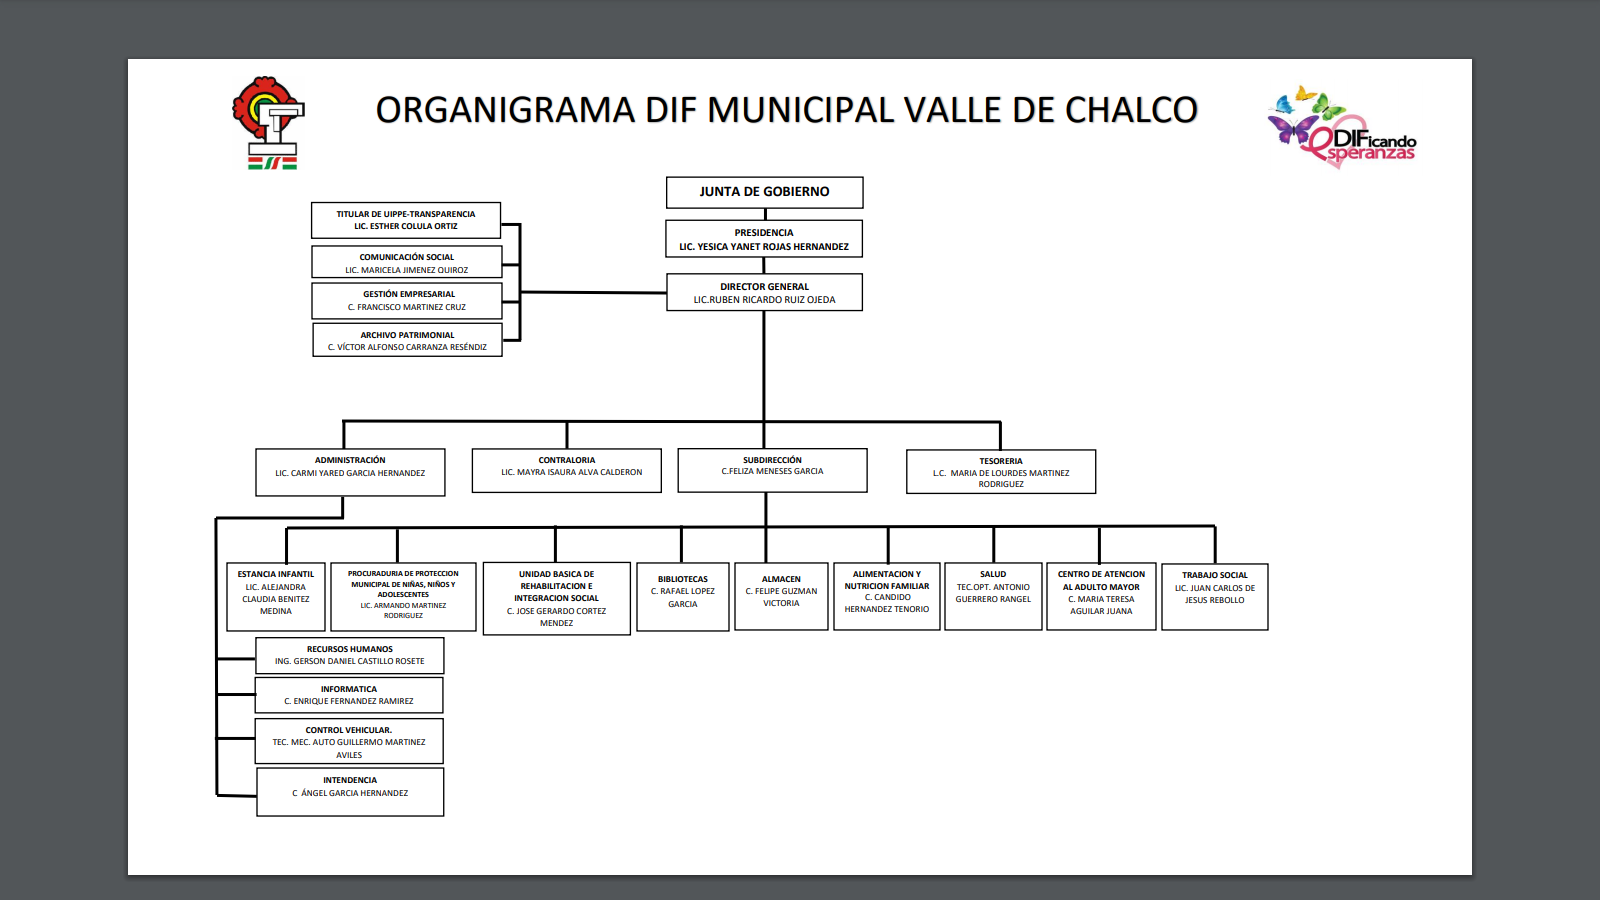 ORGANIGRAMA DIF MUNICIPAL VALLE DE CHALCO
eDIFicando
esperanzas
JUNTA DE GOBIERNO
PRESIDENCIA
LIC. YESICA YANET ROJAS HERNANDEZ
DIRECTOR GENERAL
LIC.RUBEN RICARDO RUIZ OJEDA
TITULAR DE UIPPE-TRANSPARENCIA
LIC. ESTHER COLULA ORTIZ
COMUNICACIÓN SOCIAL
LIC. MARICELA JIMENEZ QUIROZ
GESTIÓN EMPRESARIAL
C. FRANCISCO MARTINEZ CRUZ
ARCHIVO PATRIMONIAL
C. VÍCTOR ALFONSO CARRANZA RESÉNDIZ
ADMINISTRACIÓN
LIC. CARMI YARED GARCIA HERNANDEZ
CONTRALORIA
LIC. MAYRA ISAURA ALVA CALDERON
SUBDIRECCIÓN
C.FELIZA MENESES GARCIA
TESORERIA
L.C. MARIA DE LOURDES MARTINEZ
RODRIGUEZ
ESTANCIA INFANTIL
LIC. ALEJANDRA
CLAUDIA BENITEZ
MEDINA
PROCURADURIA DE PROTECCION
MUNICIPAL DE NIÑAS, NIÑOS Y
ADOLESCENTES
LIC. ARMANDO MARTINEZ
RODRIGUEZ
UNIDAD BASICA DE
REHABILITACION E
INTEGRACION SOCIAL
C. JOSE GERARDO CORTEZ
MENDEZ
BIBLIOTECAS
C. RAFAEL LOPEZ
GARCIA
ALMACEN
C. FELIPE GUZMAN
VICTORIA
ALIMENTACION Y
NUTRICION FAMILIAR
C. CANDIDO
HERNANDEZ TENORIO
SALUD
TEC.OPT. ANTONIO
GUERRERO RANGEL
CENTRO DE ATENCION
AL ADULTO MAYOR
C. MARIA TERESA
AGUILAR JUANA
TRABAJO SOCIAL
LIC. JUAN CARLOS DE
JESUS REBOLLO
RECURSOS HUMANOS
ING. GERSON DANIEL CASTILLO ROSETE
INFORMATICA
C. ENRIQUE FERNANDEZ RAMIREZ
CONTROL VEHICULAR.
TEC. MEC. AUTO GUILLERMO MARTINEZ
AVILES
INTENDENCIA
C ÁNGEL GARCIA HERNANDEZ